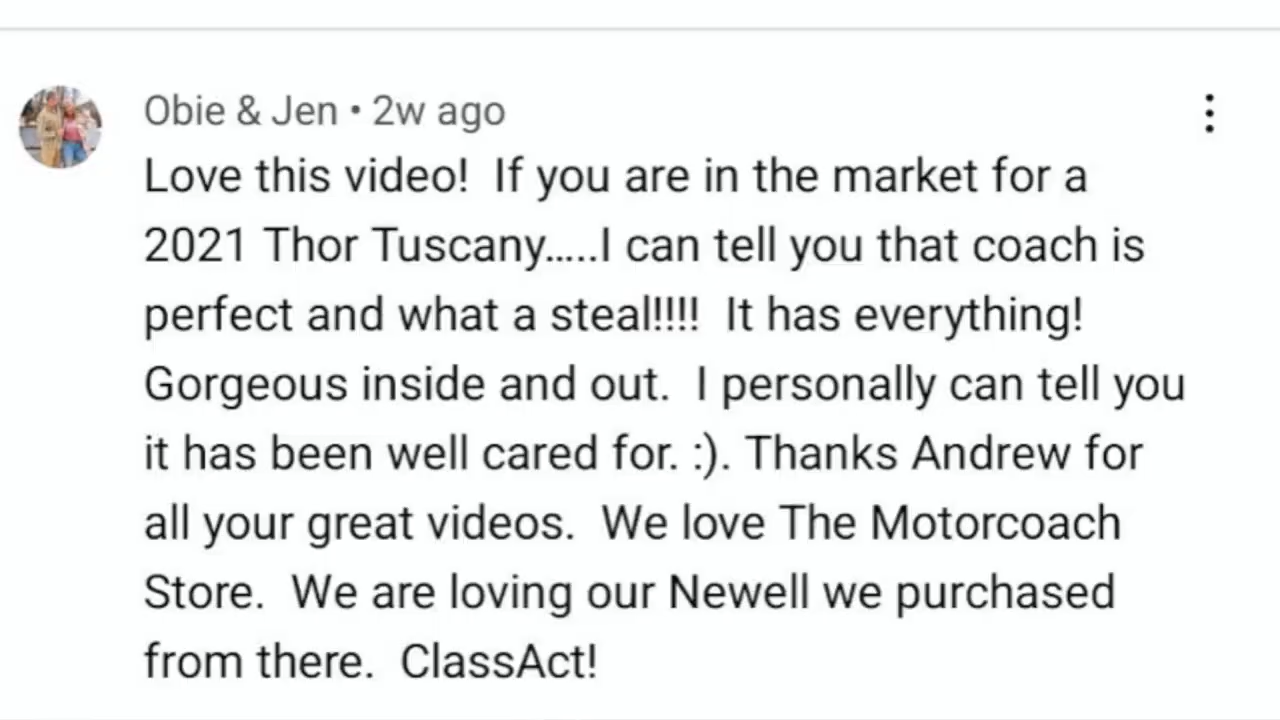 Obie & Jen • 2w ago
Love this video!  If you are in the market for a
2021 Thor Tuscany.....I can tell you that coach is
perfect and what a steal!!!!  It has everything!
Gorgeous inside and out.  I personally can tell you
it has been well cared for. :). Thanks Andrew for
all your great videos.  We love The Motorcoach
Store.  We are loving our Newell we purchased
from there.  ClassAct!